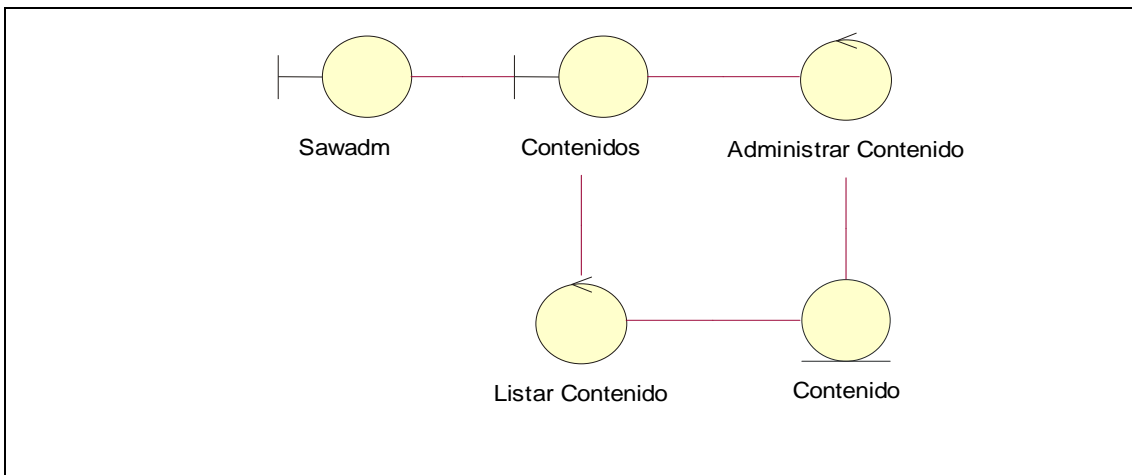 Sawadm
Contenidos
Administrar Contenido
Listar Contenido
Contenido